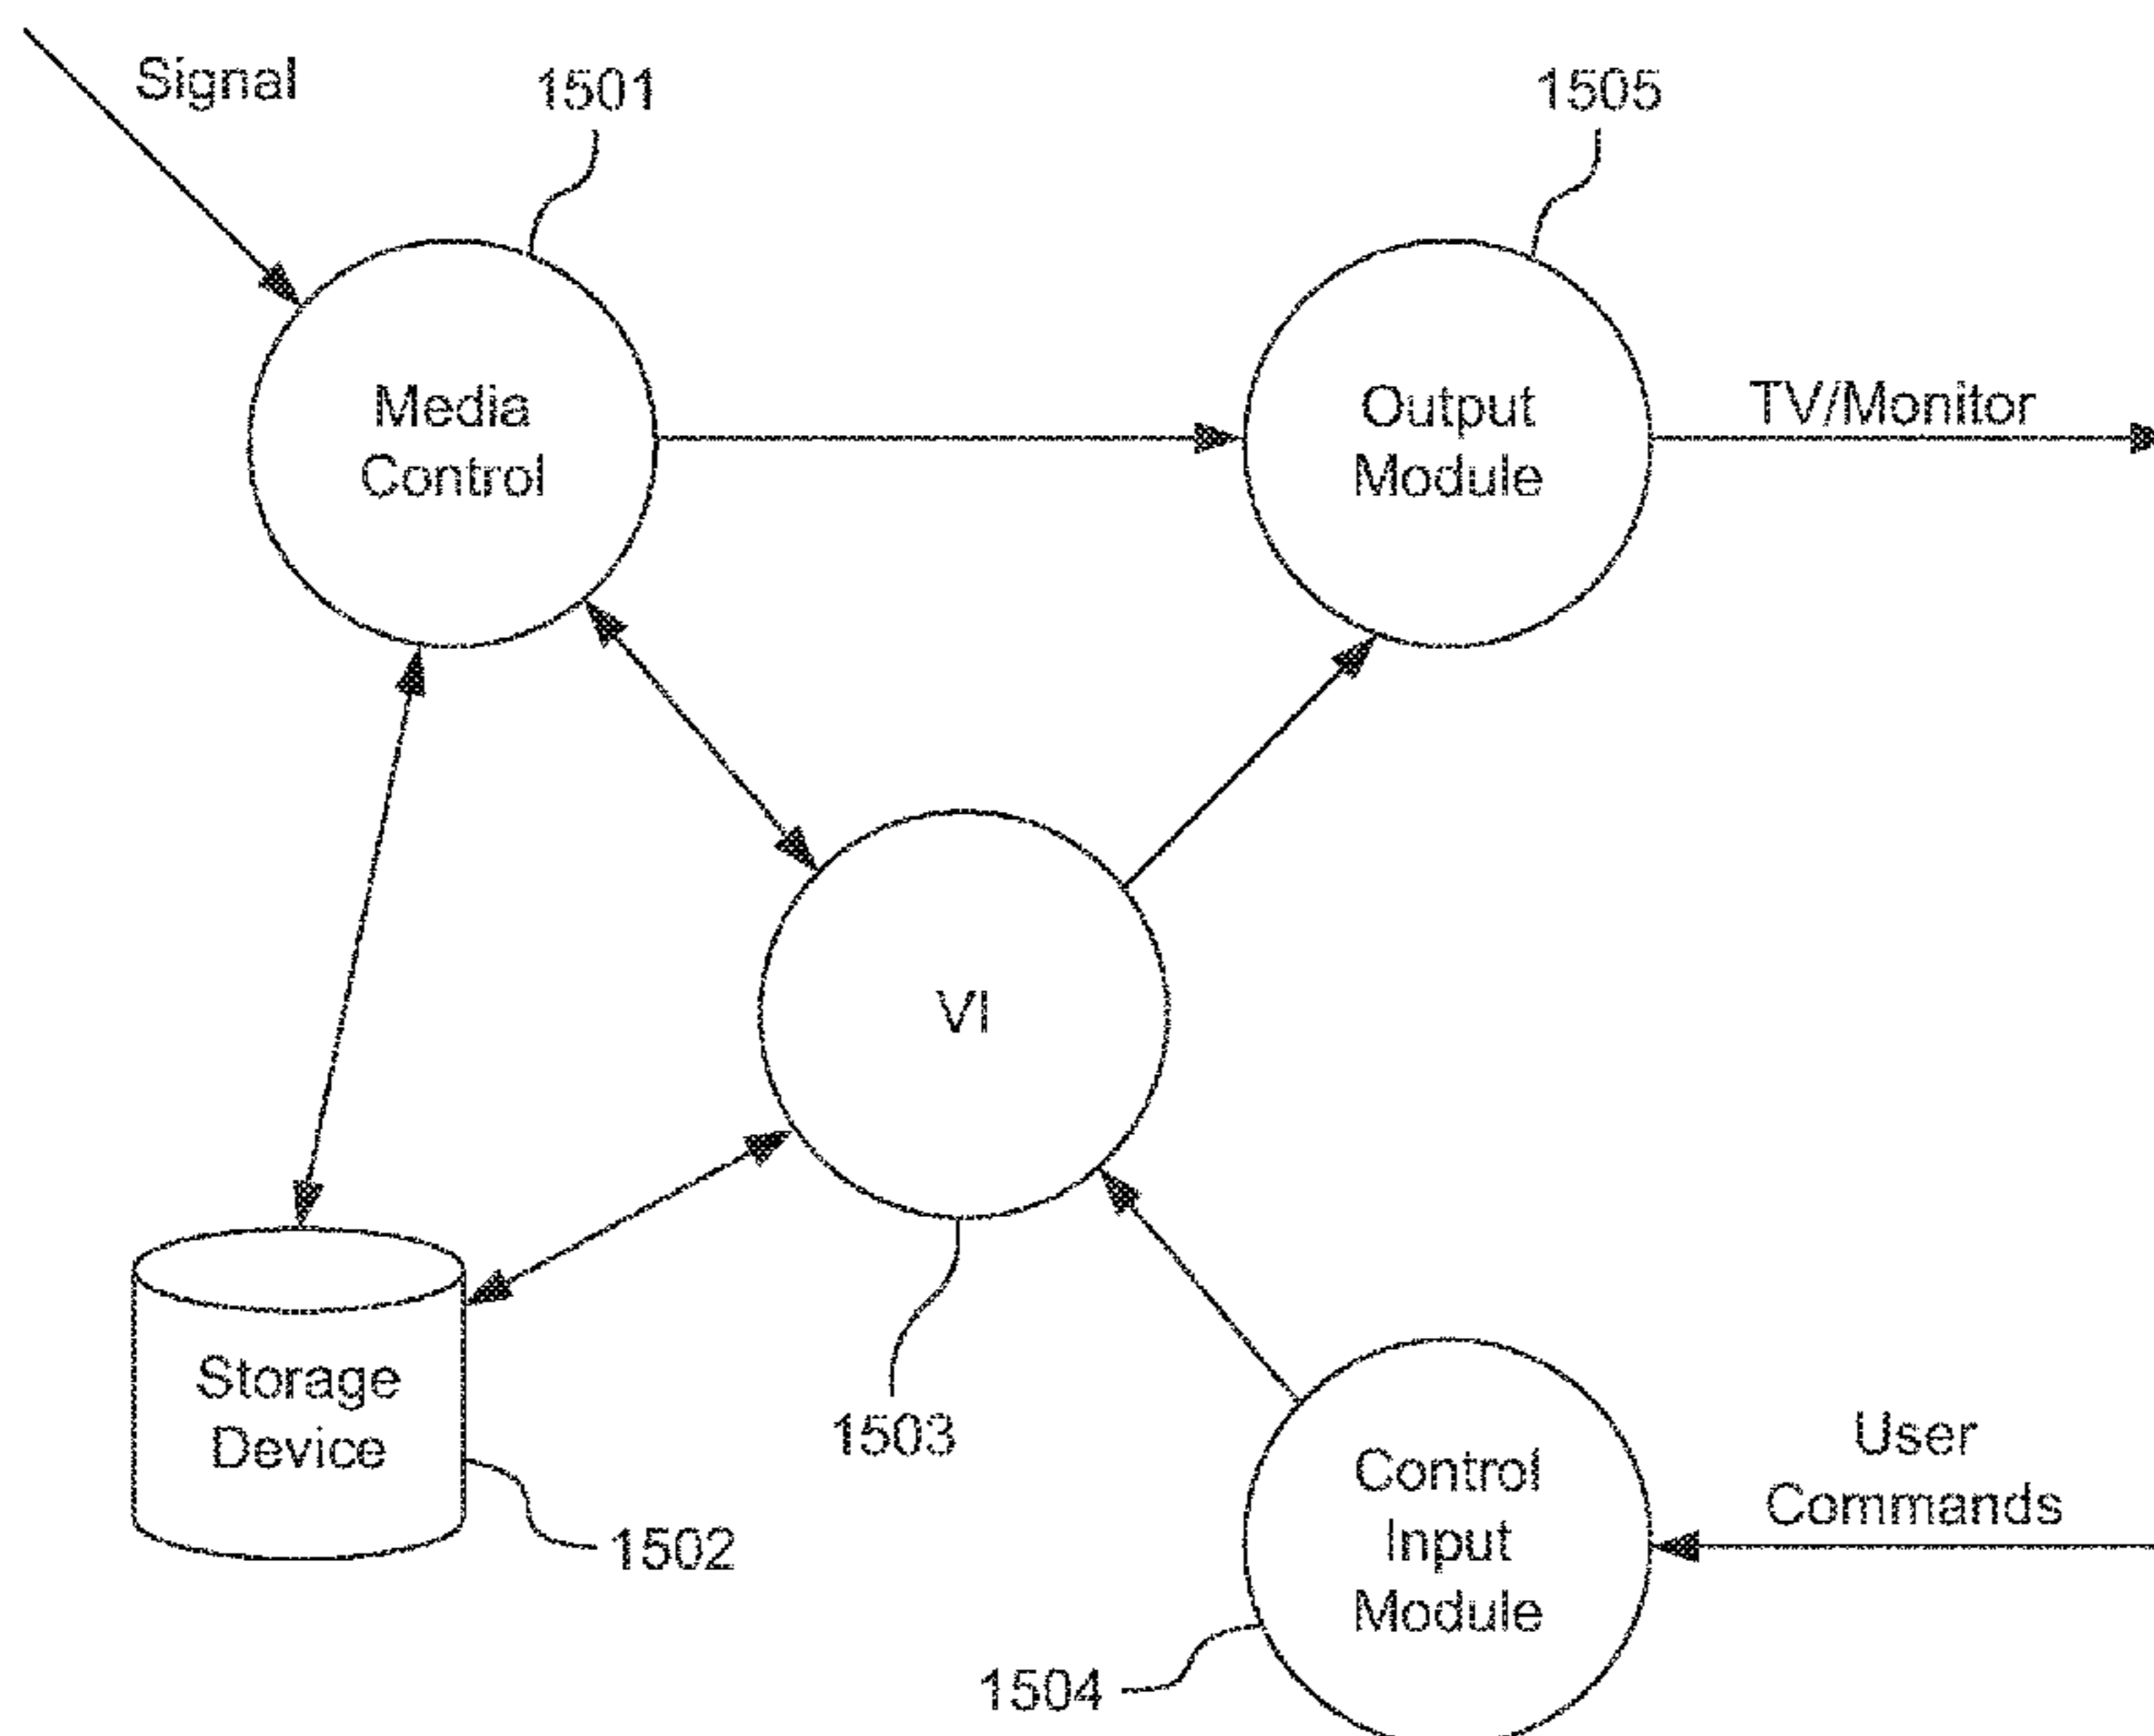 Signal
1501
1505
Media
Control
Output
Module
TV/Monitor
VI
Storage
Device
1503
1502
Control
Input
Module
User
Commands
1504